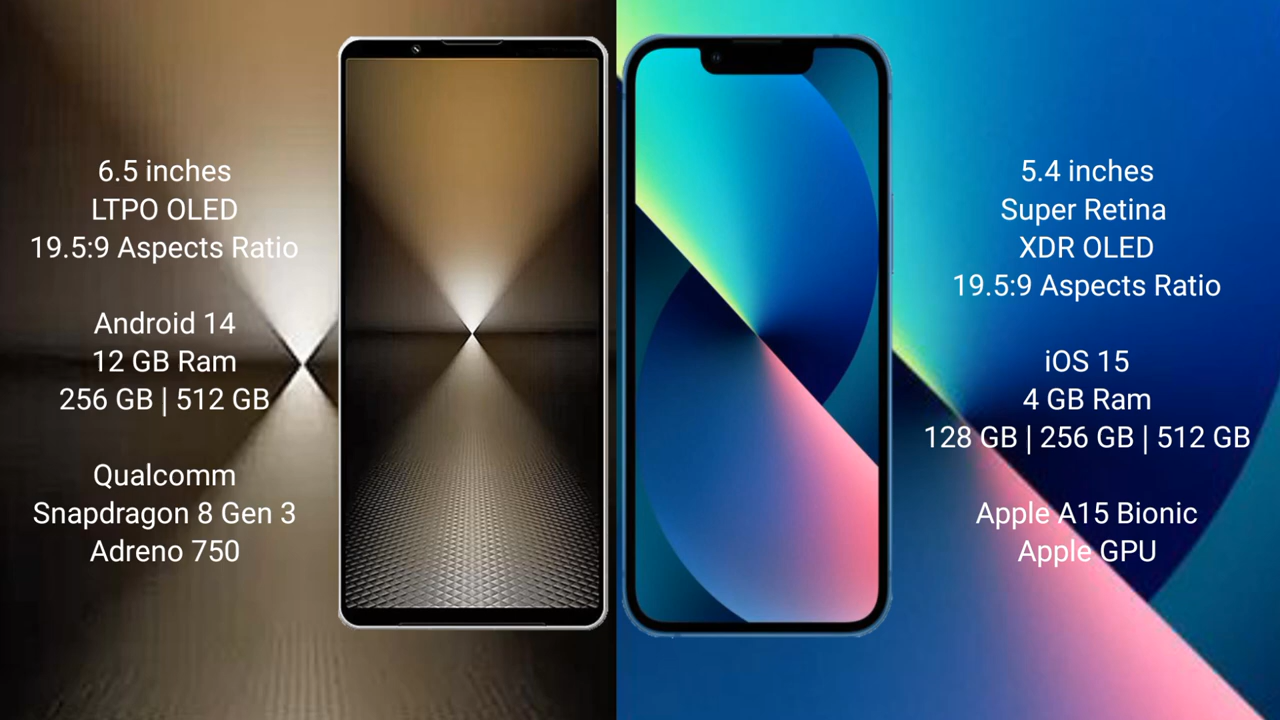 6.5 inches
LTPO OLED
19.5:9 Aspects Ratio
Android 14
12 GB Ram
256 GB | 512 GB
Qualcomm
Snapdragon 8 Gen 3
Adreno 750
5.4 inches
Super Retina
XDR OLED
19.5:9 Aspects Ratio
iOS 15
4 GB Ram
128 GB | 256 GB | 512 GB
Apple A15 Bionic
Apple GPU